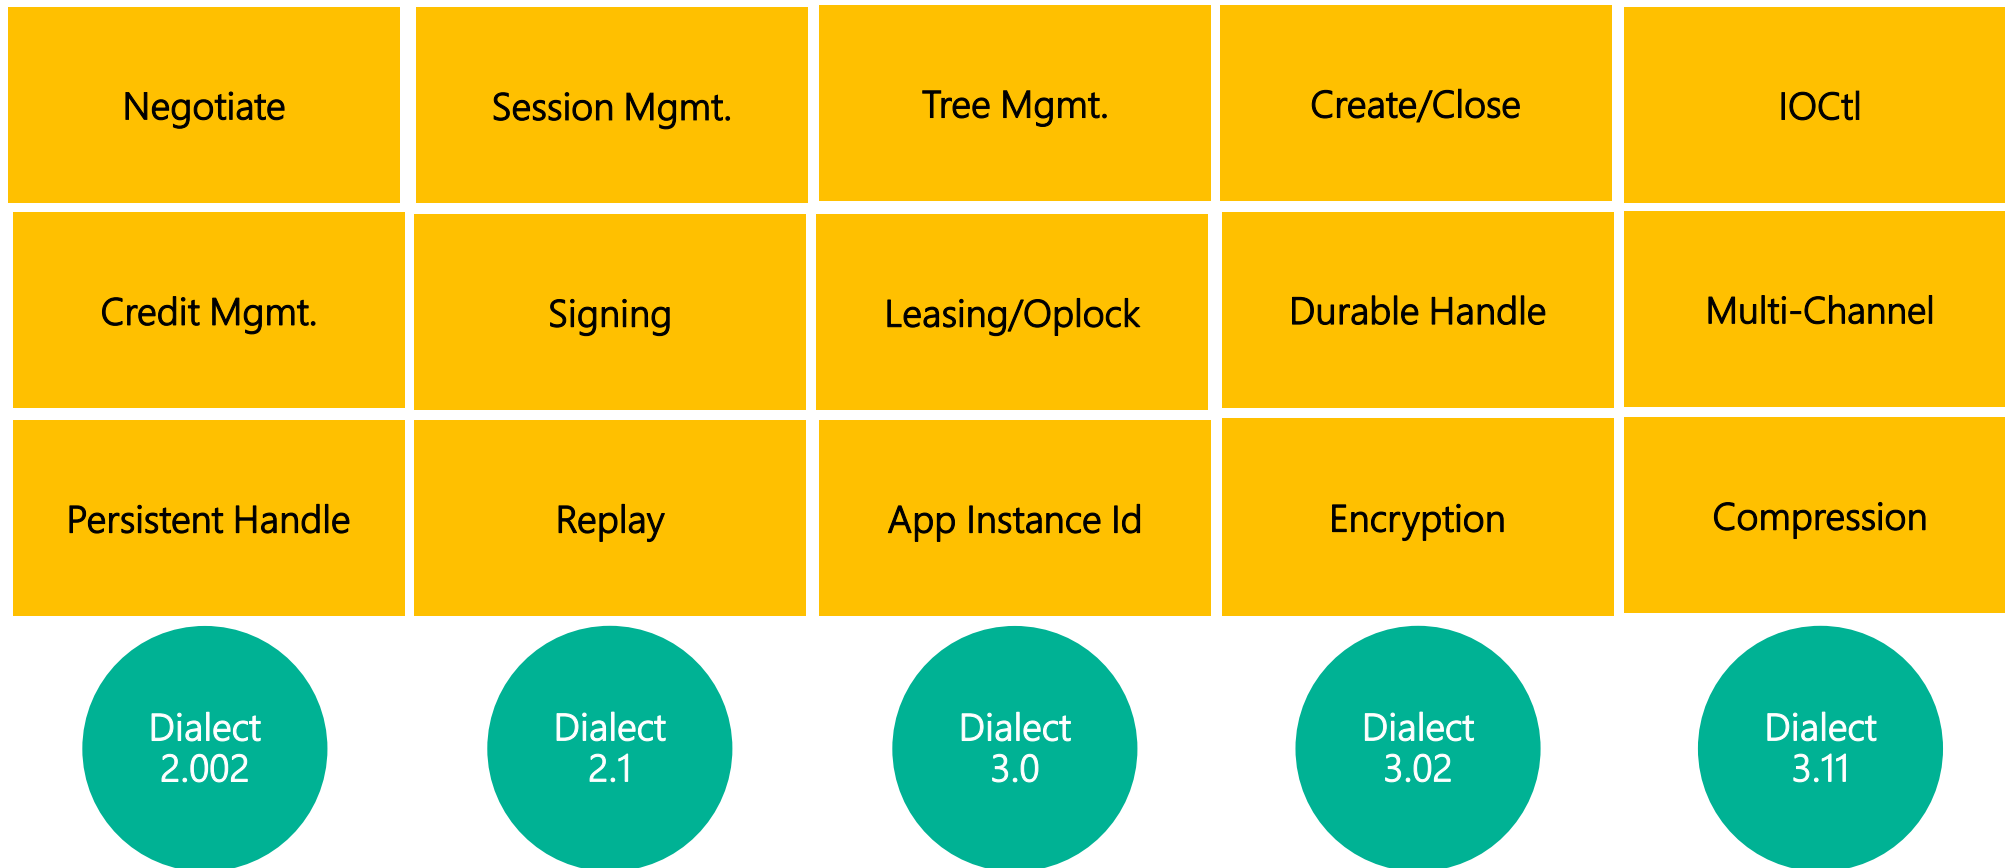 Negotiate
Session Mgmt.
Tree Mgmt.
Create/Close
IOCtl
Credit Mgmt.
Signing
Leasing/Oplock
Durable Handle
Multi-Channel
Persistent Handle
Replay
App Instance Id
Encryption
Compression
Dialect
2.002
Dialect
2.1
Dialect
3.0
Dialect
3.02
Dialect
3.11